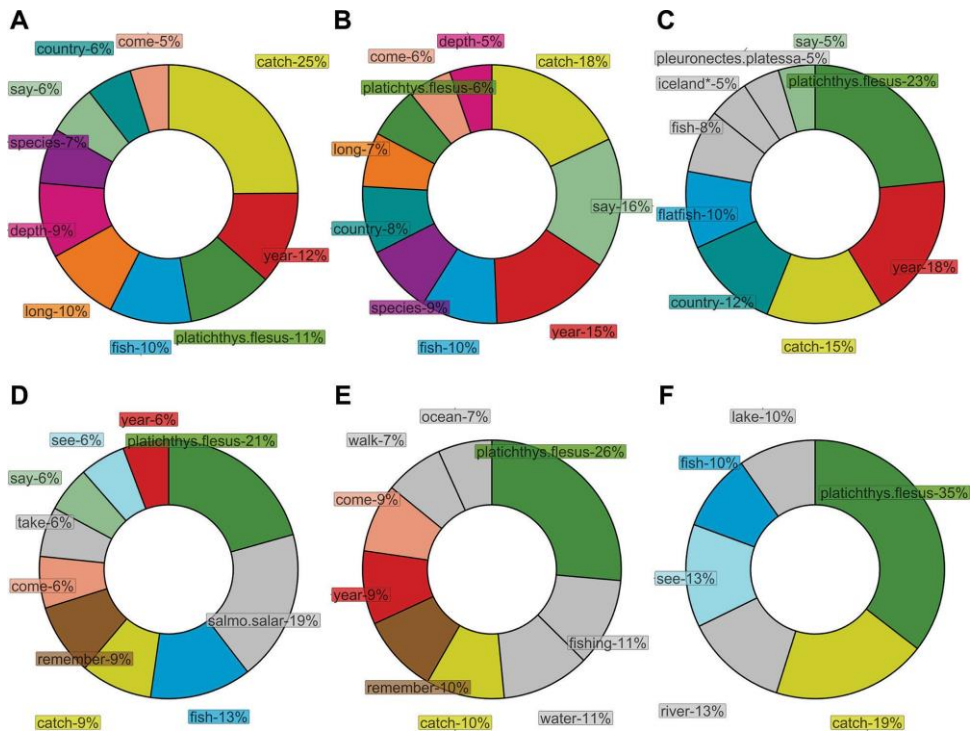 A
B
C
country-6%
come-5%
catch-25%
say-6%
species-7%
depth-9%
year-12%
long-10%
fish-10%
platichthys.flesus-11%
depth-5%
come-6%
catch-18%
platichthys.flesus-6%
long-7%
say-16%
country-8%
species-9%
fish-10%
year-15%
say-5%
pleuronectes.platessa-5%
iceland*-5%
platichthys.flesus-23%
fish-8%
flatfish-10%
year-18%
country-12%
catch-15%
D
E
F
year-6%
see-6%
platichthys.flesus-21%
say-6%
take-6%
come-6%
salmo.salar-19%
remember-9%
catch-9%
fish-13%
ocean-7%
walk-7%
platichthys.flesus-26%
come-9%
year-9%
fishing-11%
remember-10%
catch-10%
water-11%
lake-10%
fish-10%
platichthys.flesus-35%
see-13%
river-13%
catch-19%